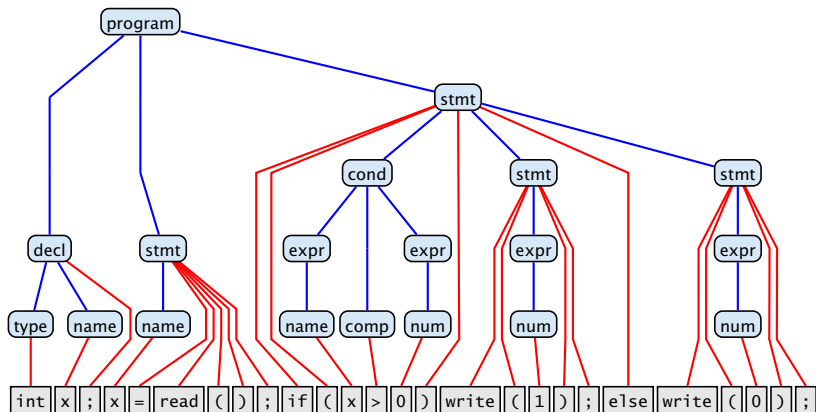 program
stmt
cond stmt stmt
decl stmt expr expr expr expr
type name name name comp num num num
int x ; x = read ( ) ; if ( x > 0 ) write ( 1 ) ; else write ( 0 ) ;